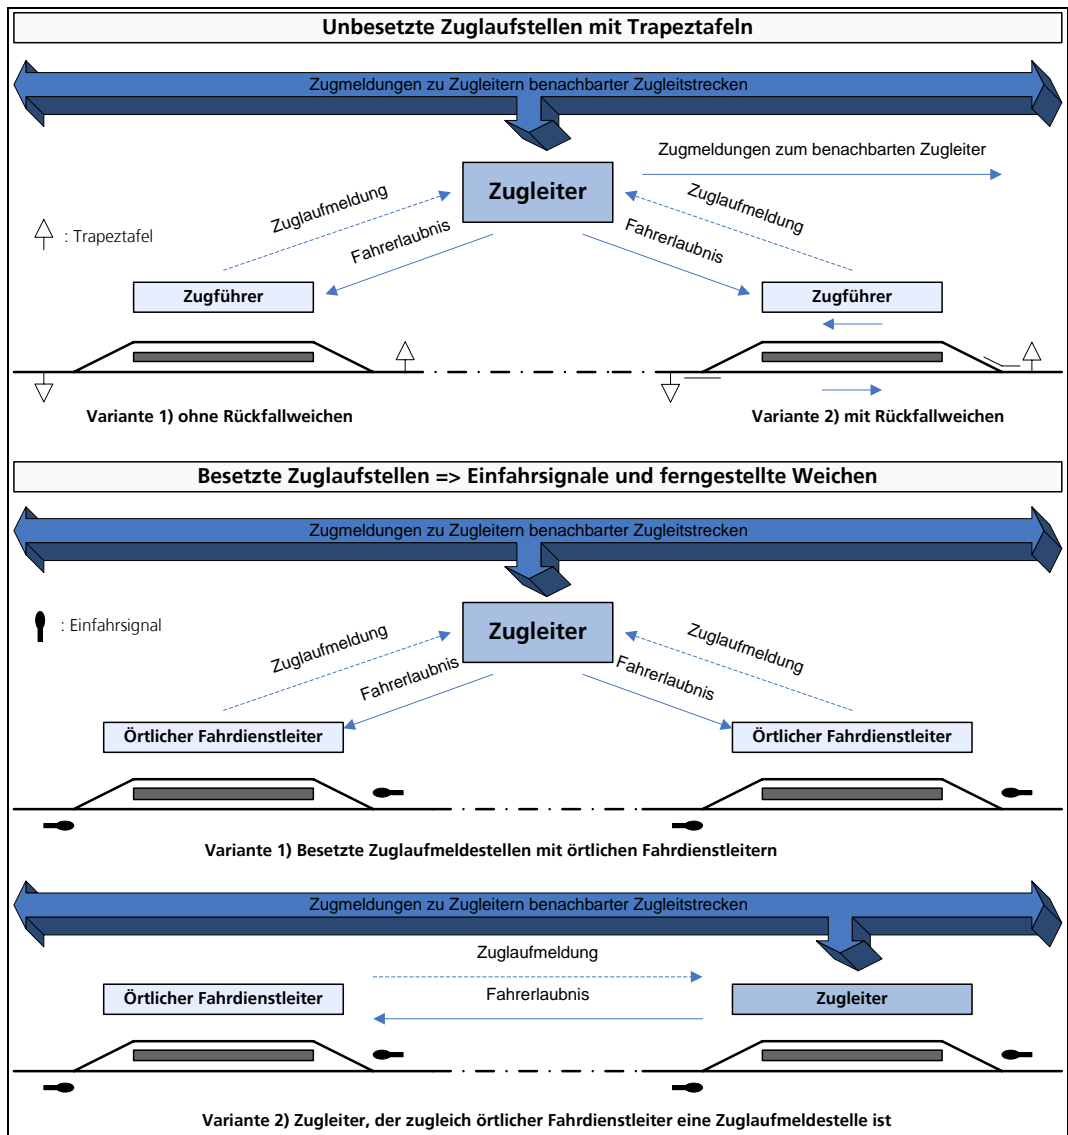 Unbesetzte Zuglaufstellen mit Trapeztafeln
Zugmeldungen zu Zugleitern benachbarter Zugleitstrecken
Zugmeldungen zum benachbarten Zugleiter
Zugleiter
Zuglaufmeldung
Zuglaufmeldung
: Trapeztafel
Fahrerlaubnis
Fahrerlaubnis
Zugführer
Zugführer
Variante 1) ohne Rückfallweichen
Variante 2) mit Rückfallweichen
Besetzte Zuglaufstellen => Einfahrsignale und ferngestellte Weichen
Zugmeldungen zu Zugleitern benachbarter Zugleitstrecken
: Einfahrsignal
Zugleiter
Zuglaufmeldung
Zuglaufmeldung
Fahrerlaubnis
Fahrerlaubnis
Örtlicher Fahrdienstleiter
Örtlicher Fahrdienstleiter
Variante 1) Besetzte Zuglaufmeldestellen mit örtlichen Fahrdienstleitern
Zugmeldungen zu Zugleitern benachbarter Zugleitstrecken
Zuglaufmeldung
Örtlicher Fahrdienstleiter
Fahrerlaubnis
Zugleiter
Variante 2) Zugleiter, der zugleich örtlicher Fahrdienstleiter eine Zuglaufmeldestelle ist